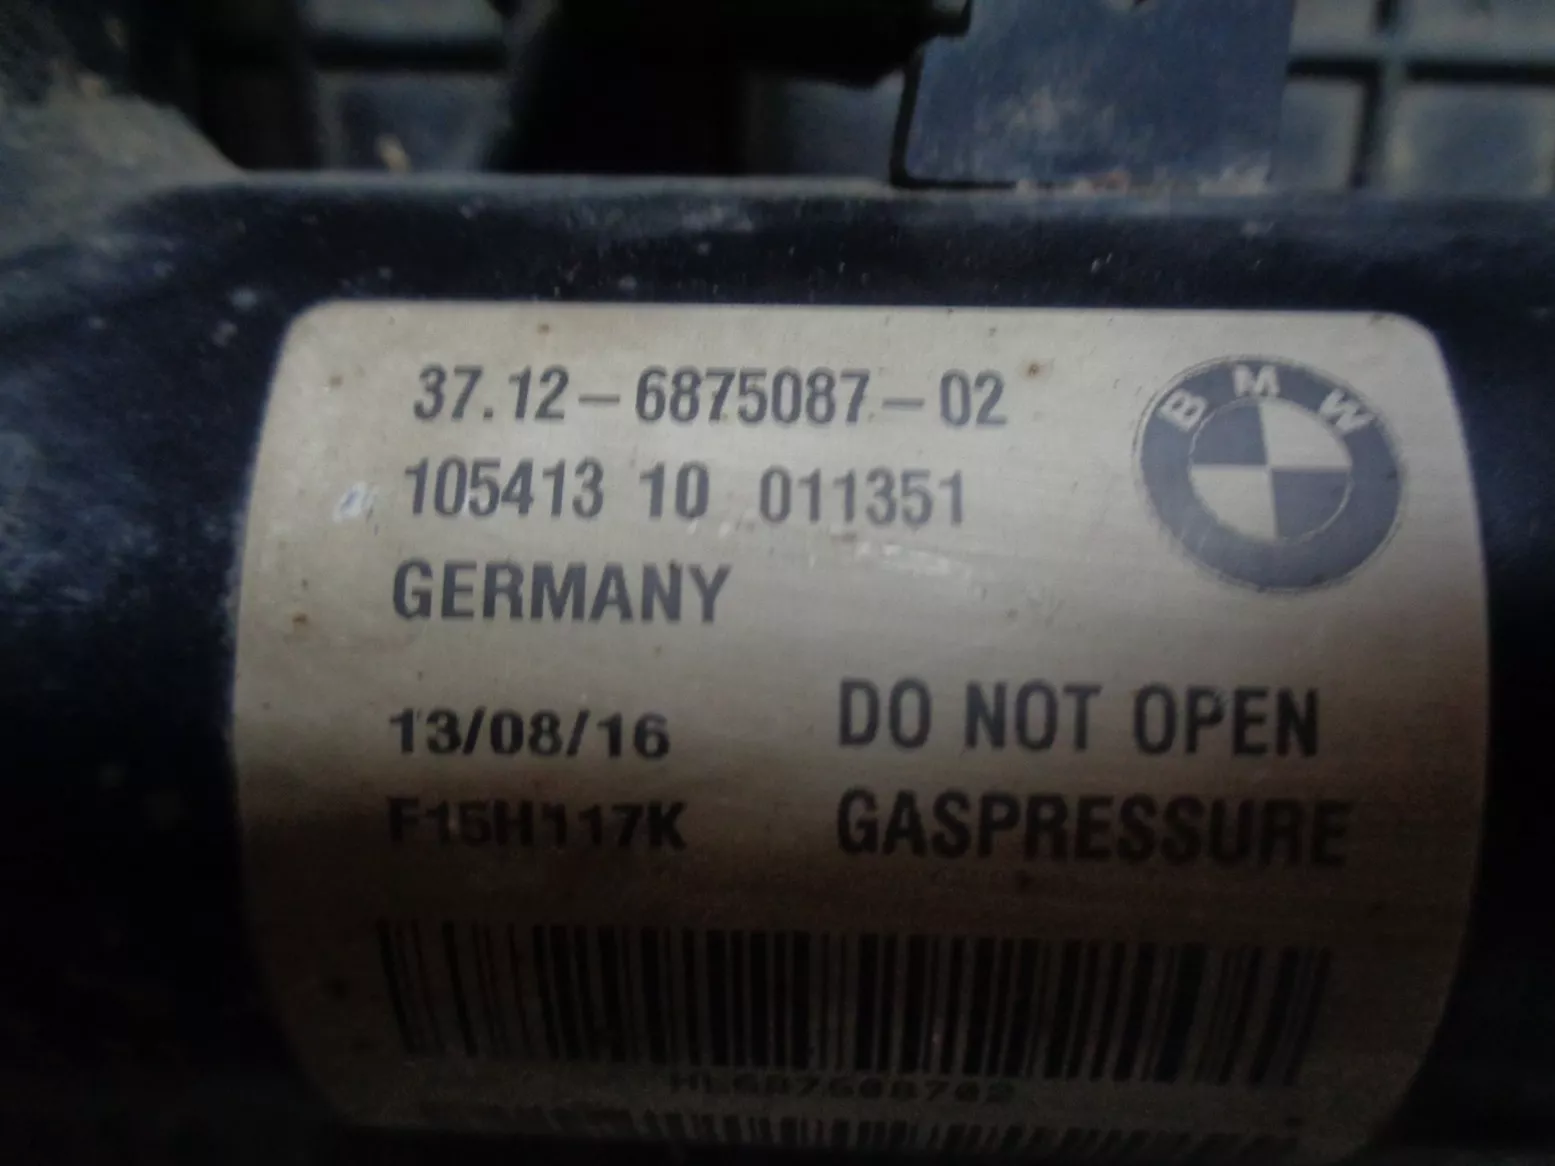 37.12-6875087-02
BMW
105413 10 011351
GERMANY
13/08/16
DO NOT OPEN
F15H117K
GASPRESSURE